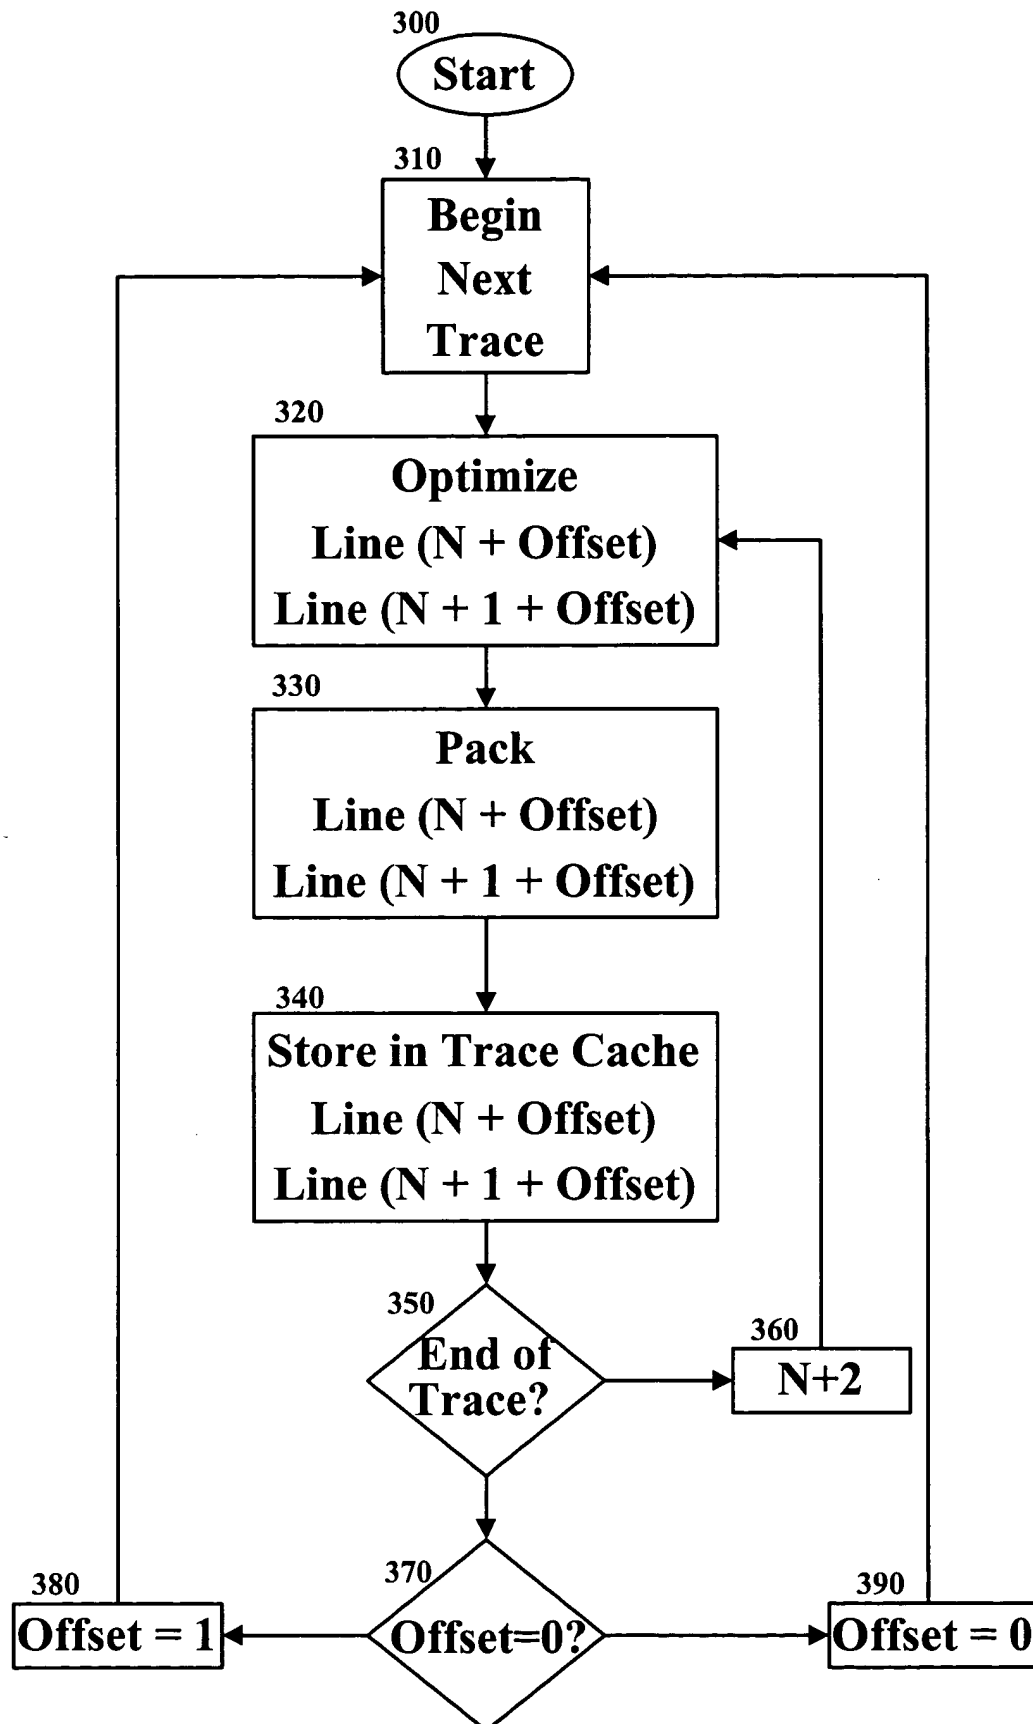 300
Start
310
Begin
Next
Trace
320
Optimize
Line (N + Offset)
Line (N + 1 + Offset)
330
Pack
Line (N + Offset)
Line (N + 1 + Offset)
340
Store in Trace Cache
Line (N + Offset)
Line (N + 1 + Offset)
350
End of
Trace?
360
N+2
370
Offset=0?
380
Offset = 1
390
Offset = 0